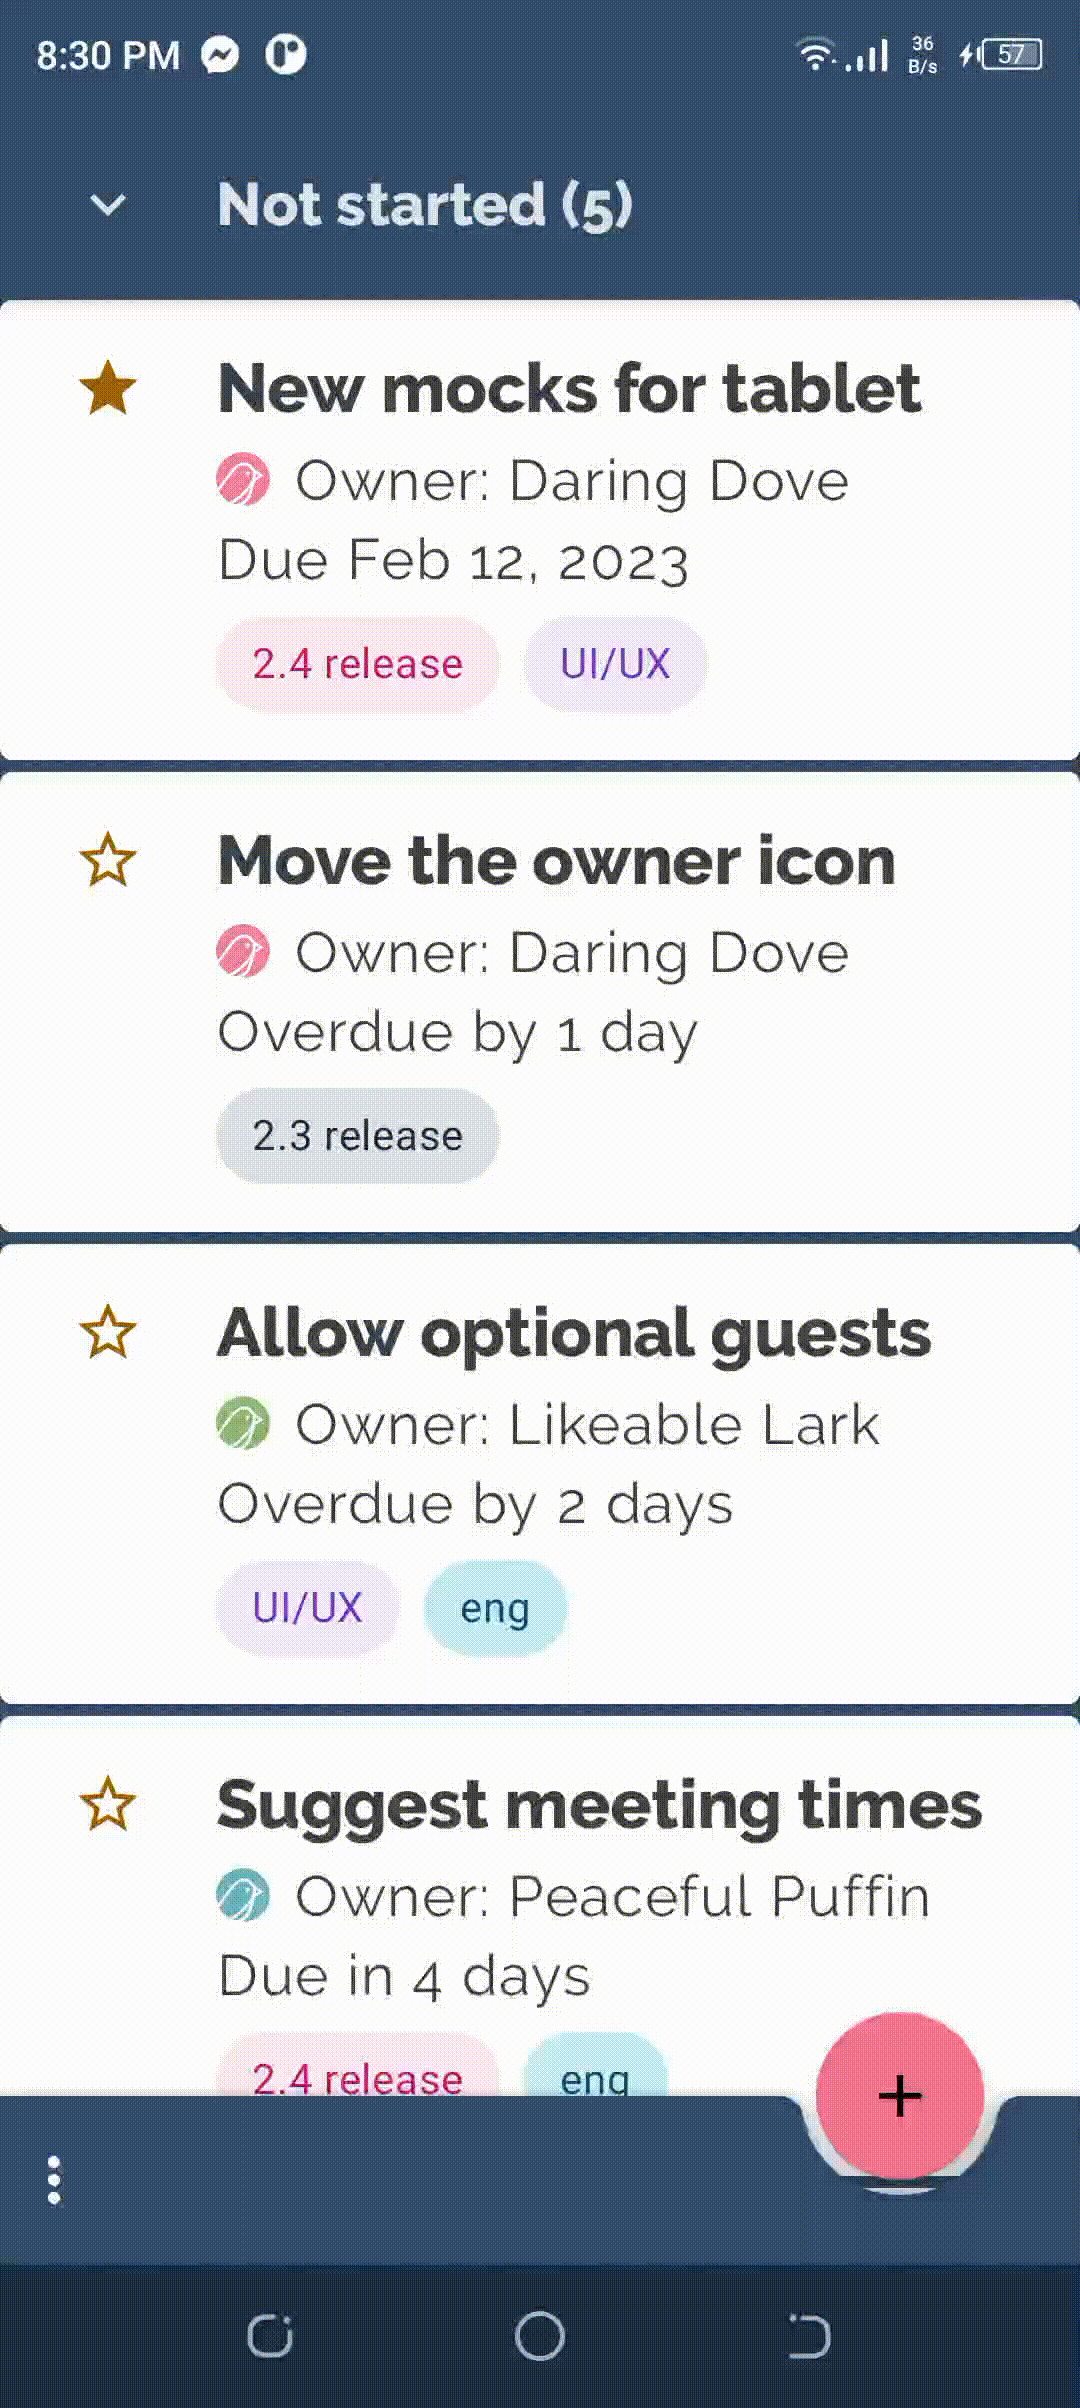 8:30 PM
36
B/s
57
Not started (5)
New mocks for tablet
Owner: Daring Dove
Due Feb 12, 2023
2.4 release
UI/UX
Move the owner icon
Owner: Daring Dove
Overdue by 1 day
2.3 release
Allow optional guests
Owner: Likeable Lark
Overdue by 2 days
UI/UX
eng
Suggest meeting times
Owner: Peaceful Puffin
Due in 4 days
2.4 release
eng